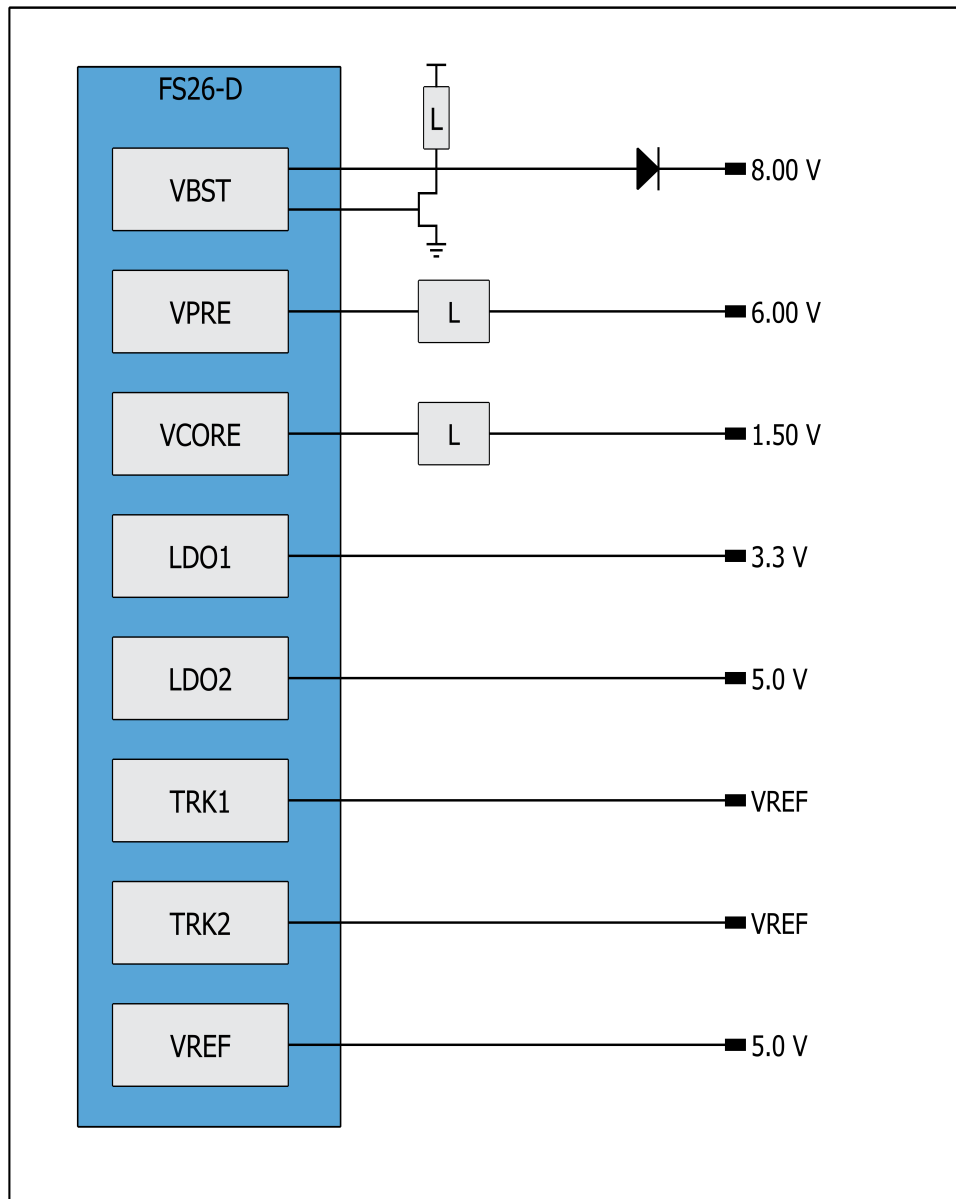 FS26-D
L
VBST
8.00 V
VPRE
L
6.00 V
VCORE
L
1.50 V
LDO1
3.3 V
LDO2
5.0 V
TRK1
VREF
TRK2
VREF
VREF
5.0 V